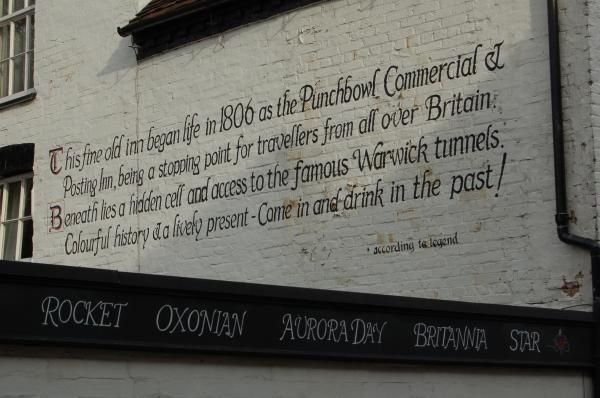 This fine old inn began life in 1806 as the Punchbowl Commercial &
Posting Inn, being a stopping point for travellers from all over Britain.
Beneath lies a hidden cell and access to the famous Warwick tunnels.
Colourful history & a lively present - Come in and drink in the past!
* according to legend
ROCKET OXONIAN AURORA DAY BRITANNIA STAR